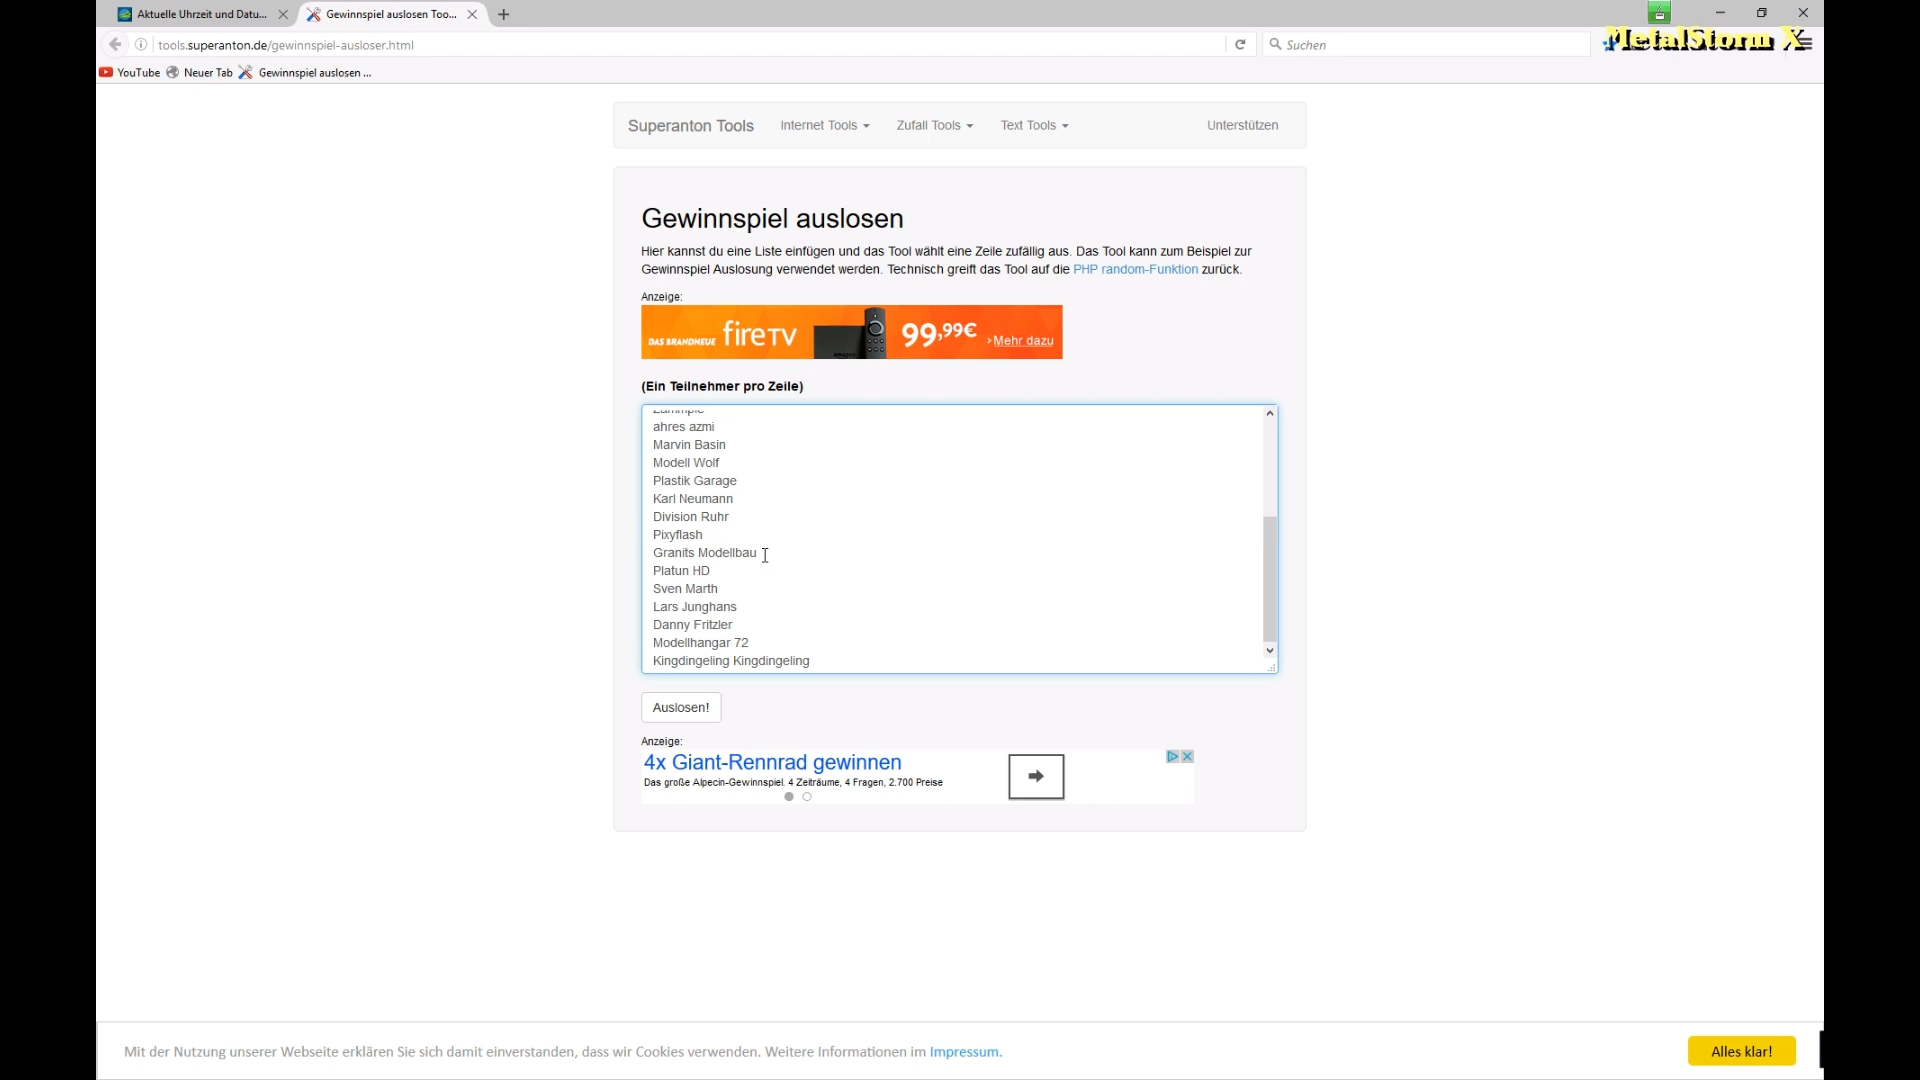 Aktuelle Uhrzeit und Datu...
Gewinnspiel auslosen Too...
tools.superanton.de/gewinnspiel-ausloser.html
Suchen
MetalStorm X
YouTube
Neuer Tab
Gewinnspiel auslosen ...
Superanton Tools
Internet Tools
Zufall Tools
Text Tools
Unterstützen
Gewinnspiel auslosen
Hier kannst du eine Liste einfügen und das Tool wählt eine Zeile zufällig aus. Das Tool kann zum Beispiel zur
Gewinnspiel Auslosung verwendet werden. Technisch greift das Tool auf die PHP random-Funktion zurück.
Anzeige:
DAS BRANDNEUE fireTV
99,99€
› Mehr dazu
(Ein Teilnehmer pro Zeile)
ahres azmi
Marvin Basin
Modell Wolf
Plastik Garage
Karl Neumann
Division Ruhr
Pixyflash
Granits Modellbau
Platun HD
Sven Marth
Lars Junghans
Danny Fritzler
Modellhangar 72
Kingdingeling Kingdingeling
Auslosen!
Anzeige:
4x Giant-Rennrad gewinnen
Das große Alpecin-Gewinnspiel. 4 Zeiträume, 4 Fragen, 2.700 Preise
Mit der Nutzung unserer Webseite erklären Sie sich damit einverstanden, dass wir Cookies verwenden. Weitere Informationen im Impressum.
Alles klar!